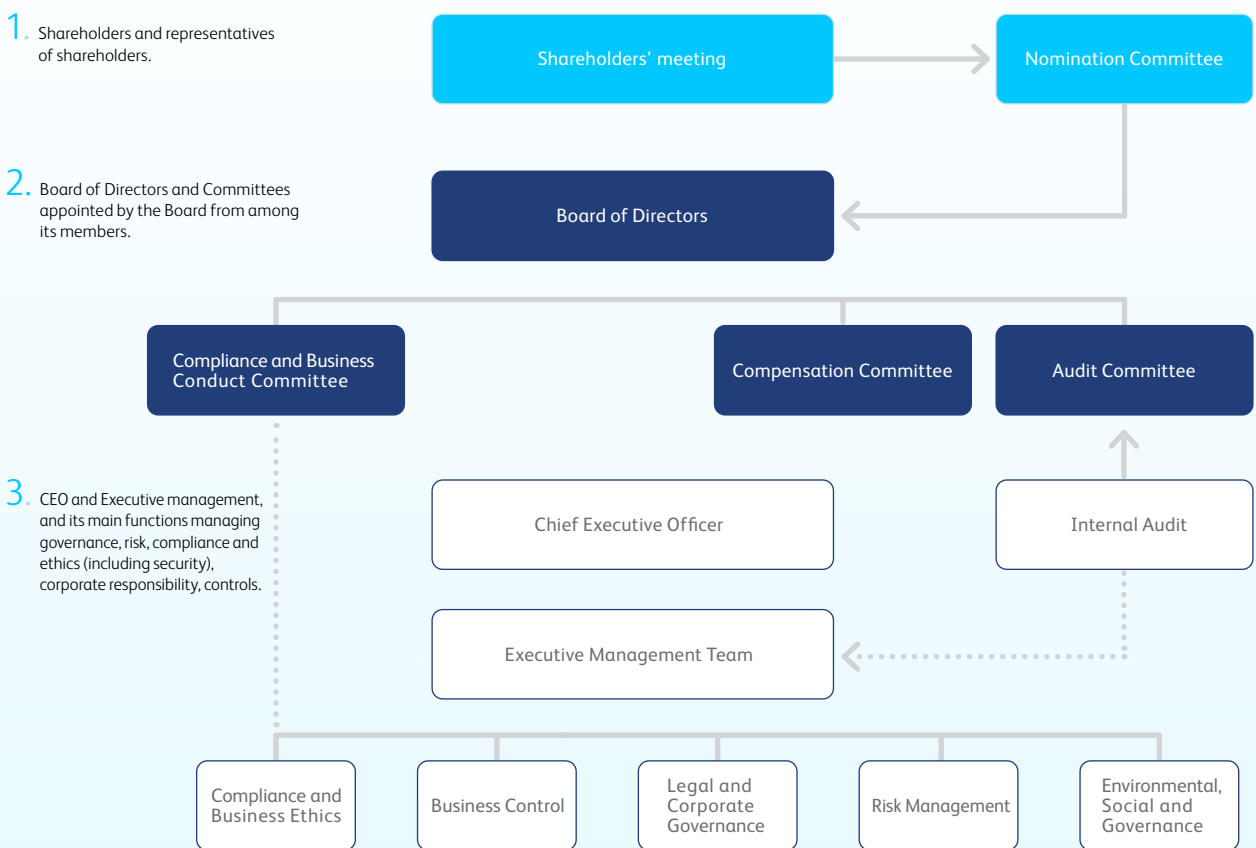 1. Shareholders and representatives
of shareholders.
Shareholders’ meeting
Nomination Committee
2. Board of Directors and Committees
appointed by the Board from among
its members.
Board of Directors
Compliance and Business
Conduct Committee
Compensation Committee
Audit Committee
3. CEO and Executive management,
and its main functions managing
governance, risk, compliance and
ethics (including security),
corporate responsibility, controls.
Chief Executive Officer
Internal Audit
Executive Management Team
Compliance and
Business Ethics
Business Control
Legal and
Corporate
Governance
Risk Management
Environmental,
Social and
Governance